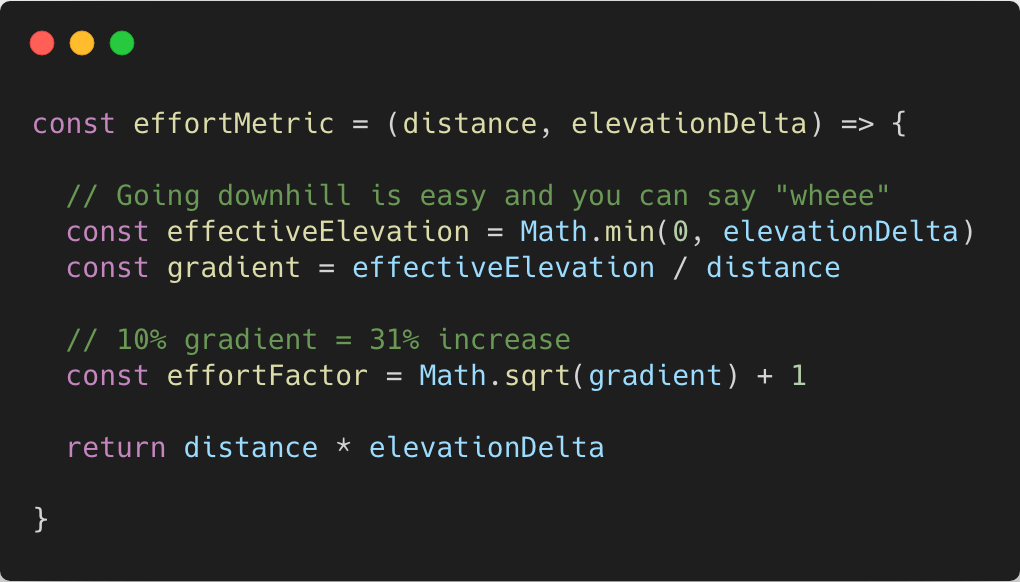 const effortMetric = (distance, elevationDelta) => {
// Going downhill is easy and you can say "wheee"
const effectiveElevation = Math.min(0, elevationDelta)
const gradient = effectiveElevation / distance
// 10% gradient = 31% increase
const effortFactor = Math.sqrt(gradient) + 1
return distance * elevationDelta
}